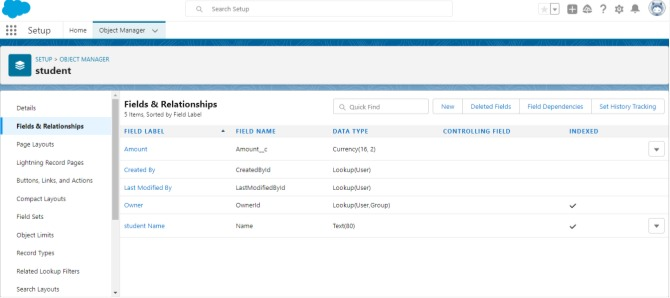 Search Setup
Setup Home Object Manager
SETUP > OBJECT MANAGER
student
Details
Fields & Relationships
Page Layouts
Lightning Record Pages
Buttons, Links, and Actions
Compact Layouts
Field Sets
Object Limits
Record Types
Related Lookup Filters
Search Layouts
Fields & Relationships
5 Items, Sorted by Field Label
Quick Find
New Deleted Fields Field Dependencies Set History Tracking
FIELD LABEL FIELD NAME DATA TYPE CONTROLLING FIELD INDEXED
Amount Amount__c Currency(16, 2)
Created By CreatedById Lookup(User)
Last Modified By LastModifiedById Lookup(User)
Owner OwnerId Lookup(User,Group)
student Name Name Text(80)